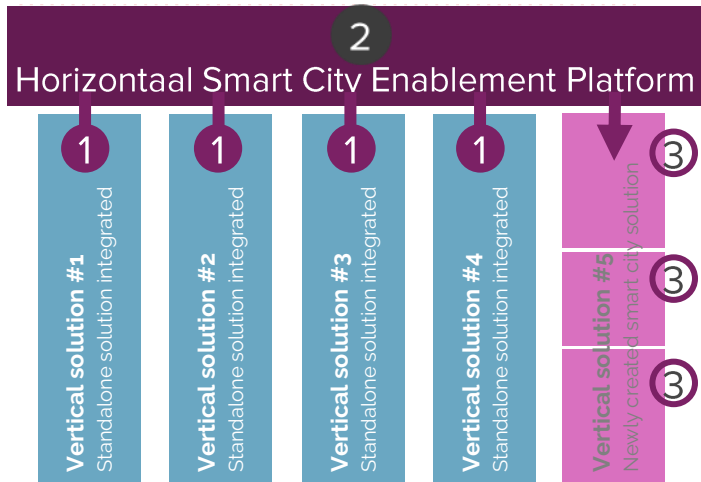 2
Horizontaal Smart City Enablement Platform
1
Vertical solution #1
Standalone solution integrated
1
Vertical solution #2
Standalone solution integrated
1
Vertical solution #3
Standalone solution integrated
1
Vertical solution #4
Standalone solution integrated
Vertical solution #5
Newly created smart city solution
3
3
3